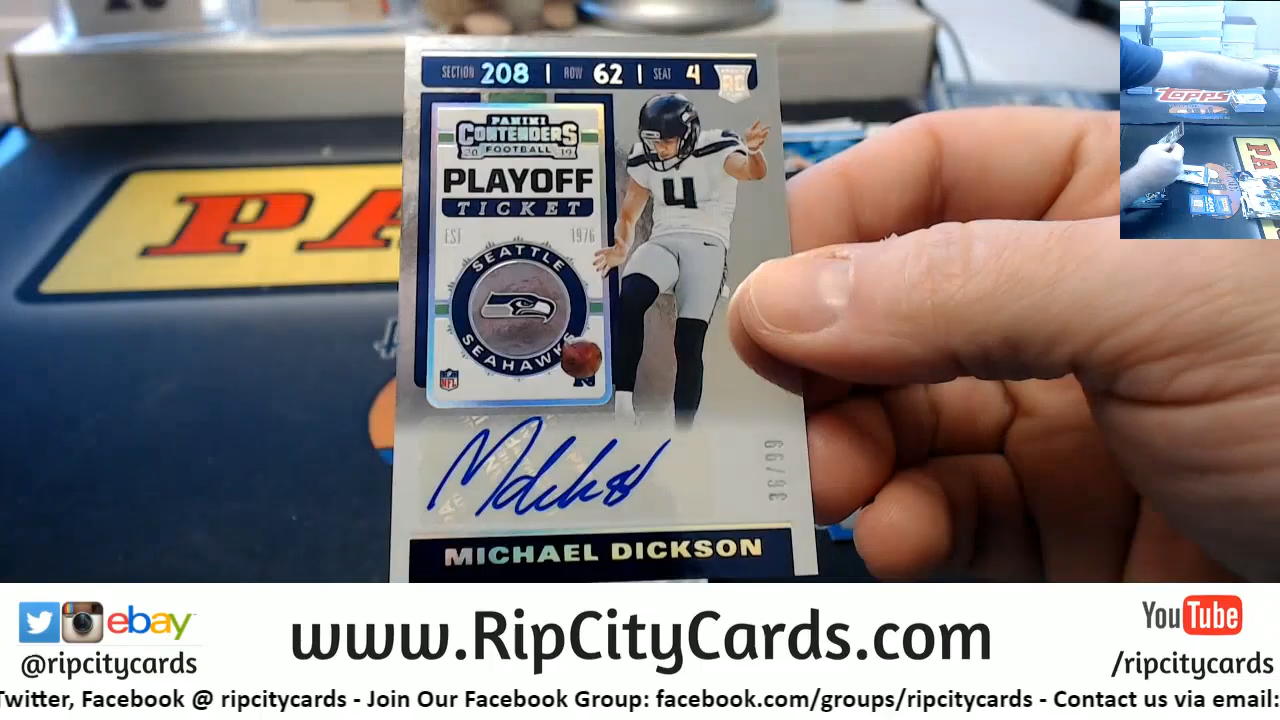 SECTION 208 | ROW 62 | SEAT 4 RC
PANINI
CONTENDERS
20 FOOTBALL 19
PLAYOFF
TICKET
EST 1976
SEATTLE
SEAHAWKS
NFL
N
4
38/99
MICHAEL DICKSON
PA
Topps
PA
ebay
@ripcitycards
www.RipCityCards.com
YouTube
/ripcitycards
Twitter, Facebook @ ripcitycards - Join Our Facebook Group: facebook.com/groups/ripcitycards - Contact us via email: